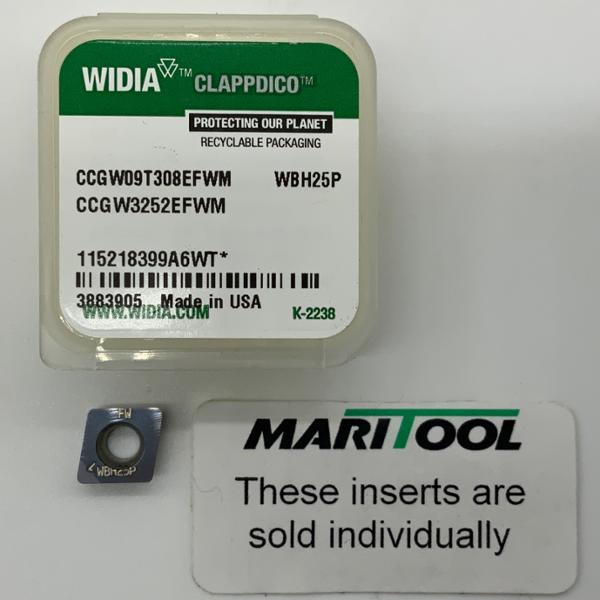 WIDIA™ CLAPPDICO™
PROTECTING OUR PLANET
RECYCLABLE PACKAGING
CCGW09T308EFWM WBH25P
CCGW3252EFWM
115218399A6WT*
3883905 Made in USA
WWW.WIDIA.COM K-2238
FW
WBH25P
MARITOOL
These inserts are
sold individually